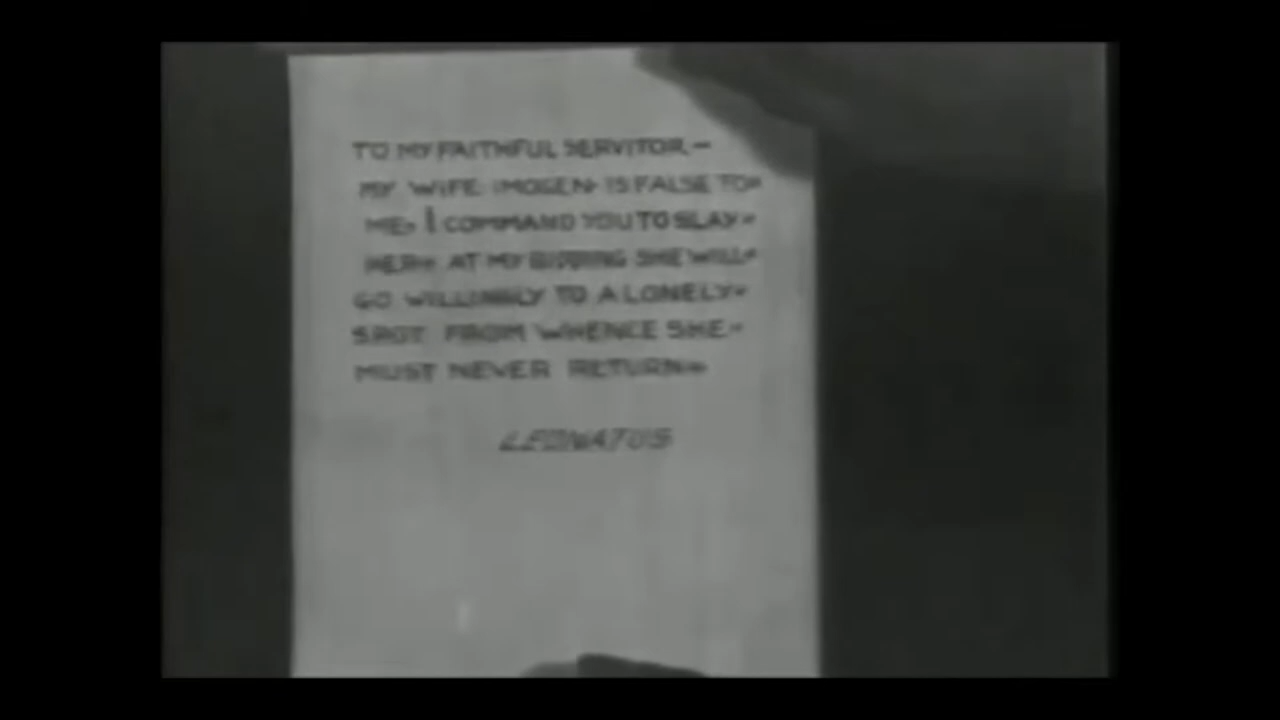 TO MY FAITHFUL SERVITOR –
MY WIFE IMOGEN IS FALSE TO
ME. I COMMAND YOU TO SLAY
HER. AT MY BIDDING SHE WILL
GO WILLINGLY TO A LONELY
SPOT FROM WHENCE SHE
MUST NEVER RETURN
LEONATUS